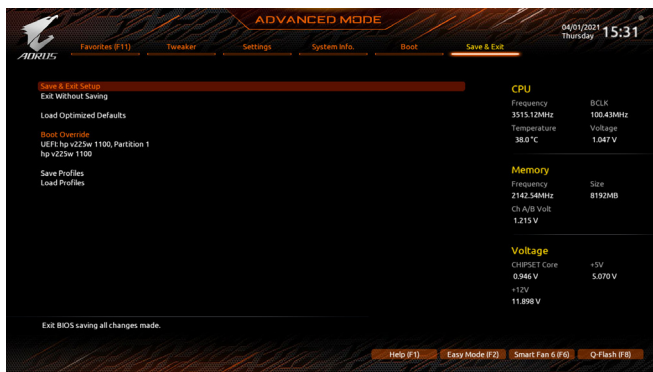 ADVANCED MODE
04/01/2021
Thursday
15:31
AORUS
Favorites (F11) Tweaker Settings System Info. Boot Save & Exit
Save & Exit Setup
Exit Without Saving
Load Optimized Defaults
Boot Override
UEFI: hp v225w 1100, Partition 1
hp v225w 1100
Save Profiles
Load Profiles
CPU
Frequency BCLK
3515.12MHz 100.43MHz
Temperature Voltage
38.0 °C 1.047 V
Memory
Frequency Size
2142.54MHz 8192MB
Ch A/B Volt
1.215 V
Voltage
CHIPSET Core +5V
0.946 V 5.070 V
+12V
11.898 V
Exit BIOS saving all changes made.
Help (F1) Easy Mode (F2) Smart Fan 6 (F6) Q-Flash (F8)